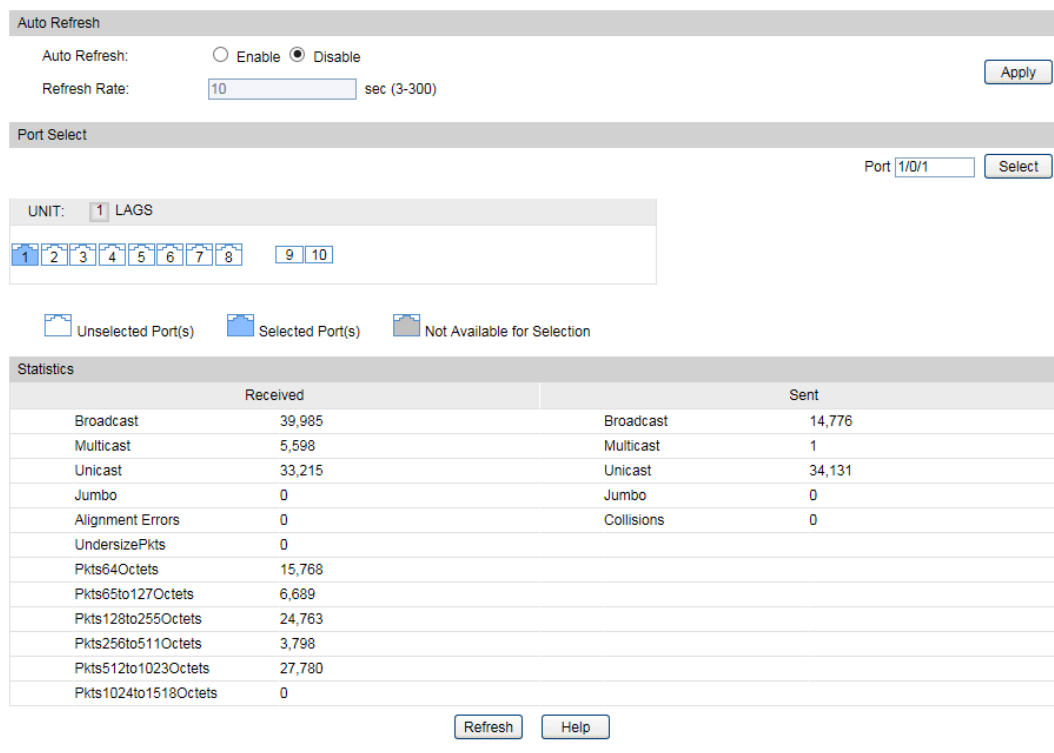 Auto Refresh
Auto Refresh: Enable Disable
Refresh Rate: 10 sec (3-300)
Apply
Port Select
Port 1/0/1 Select
UNIT: 1 LAGS
1 2 3 4 5 6 7 8 9 10
Unselected Port(s) Selected Port(s) Not Available for Selection
Statistics
Received Sent
Broadcast 39,985 Broadcast 14,776
Multicast 5,598 Multicast 1
Unicast 33,215 Unicast 34,131
Jumbo 0 Jumbo 0
Alignment Errors 0 Collisions 0
UndersizePkts 0
Pkts64Octets 15,768
Pkts65to127Octets 6,689
Pkts128to255Octets 24,763
Pkts256to511Octets 3,798
Pkts512to1023Octets 27,780
Pkts1024to1518Octets 0
Refresh Help